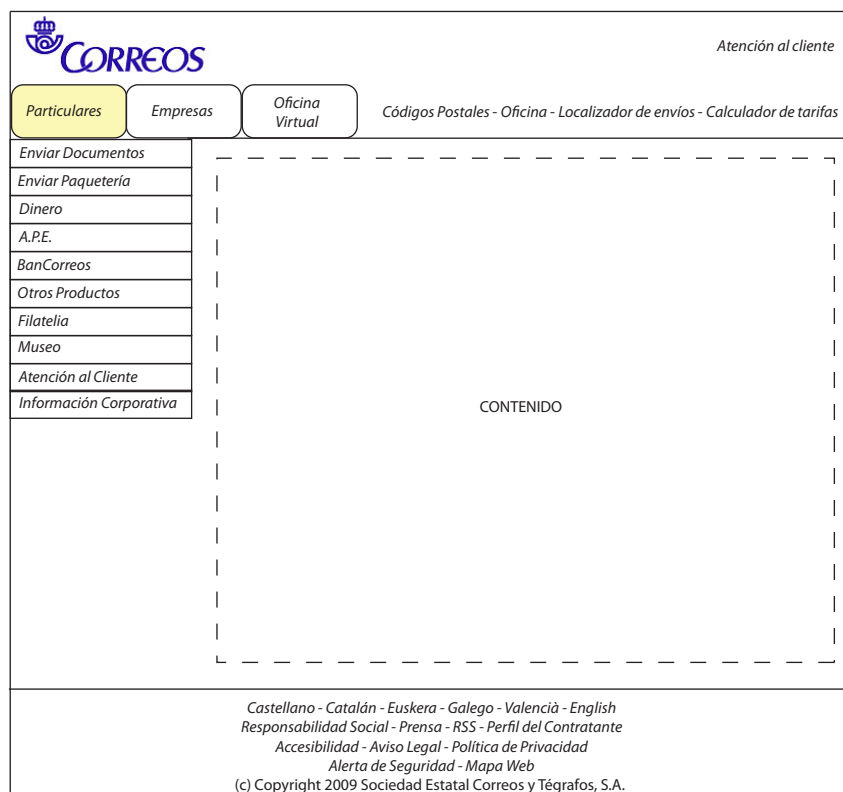 CORREOS
Atención al cliente
Particulares
Empresas
Oficina
Virtual
Códigos Postales - Oficina - Localizador de envíos - Calculador de tarifas
Enviar Documentos
Enviar Paquetería
Dinero
A.P.E.
BanCorreos
Otros Productos
Filatelia
Museo
Atención al Cliente
Información Corporativa
CONTENIDO
Castellano - Catalán - Euskera - Galego - Valencià - English
Responsabilidad Social - Prensa - RSS - Perfil del Contratante
Accesibilidad - Aviso Legal - Política de Privacidad
Alerta de Seguridad - Mapa Web
(c) Copyright 2009 Sociedad Estatal Correos y Tégrafos, S.A.